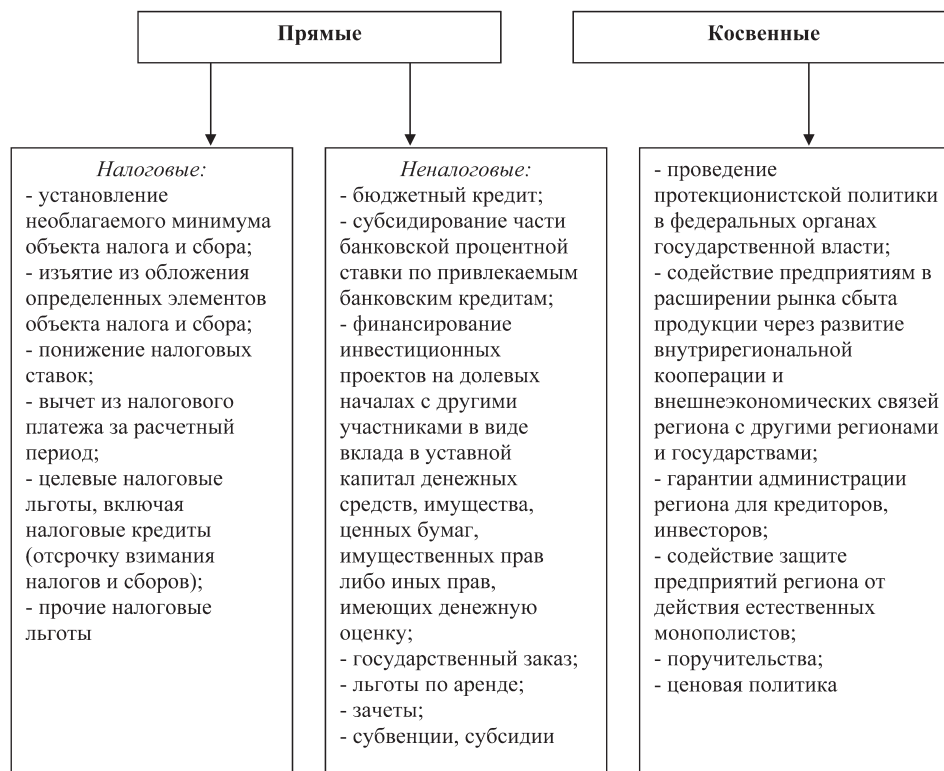 Прямые
Косвенные
Налоговые:
- установление
необлагаемого минимума
объекта налога и сбора;
- изъятие из обложения
определенных элементов
объекта налога и сбора;
- понижение налоговых
ставок;
- вычет из налогового
платежа за расчетный
период;
- целевые налоговые
льготы, включая
налоговые кредиты
(отсрочку взимания
налогов и сборов);
- прочие налоговые
льготы
Неналоговые:
- бюджетный кредит;
- субсидирование части
банковской процентной
ставки по привлекаемым
банковским кредитам;
- финансирование
инвестиционных
проектов на долевых
началах с другими
участниками в виде
вклада в уставной
капитал денежных
средств, имущества,
ценных бумаг,
имущественных прав
либо иных прав,
имеющих денежную
оценку;
- государственный заказ;
- льготы по аренде;
- зачеты;
- субвенции, субсидии
- проведение
протекционистской политики
в федеральных органах
государственной власти;
- содействие предприятиям в
расширении рынка сбыта
продукции через развитие
внутрирегиональной
кооперации и
внешнеэкономических связей
региона с другими регионами
и государствами;
- гарантии администрации
региона для кредиторов,
инвесторов;
- содействие защите
предприятий региона от
действия естественных
монополистов;
- поручительства;
- ценовая политика